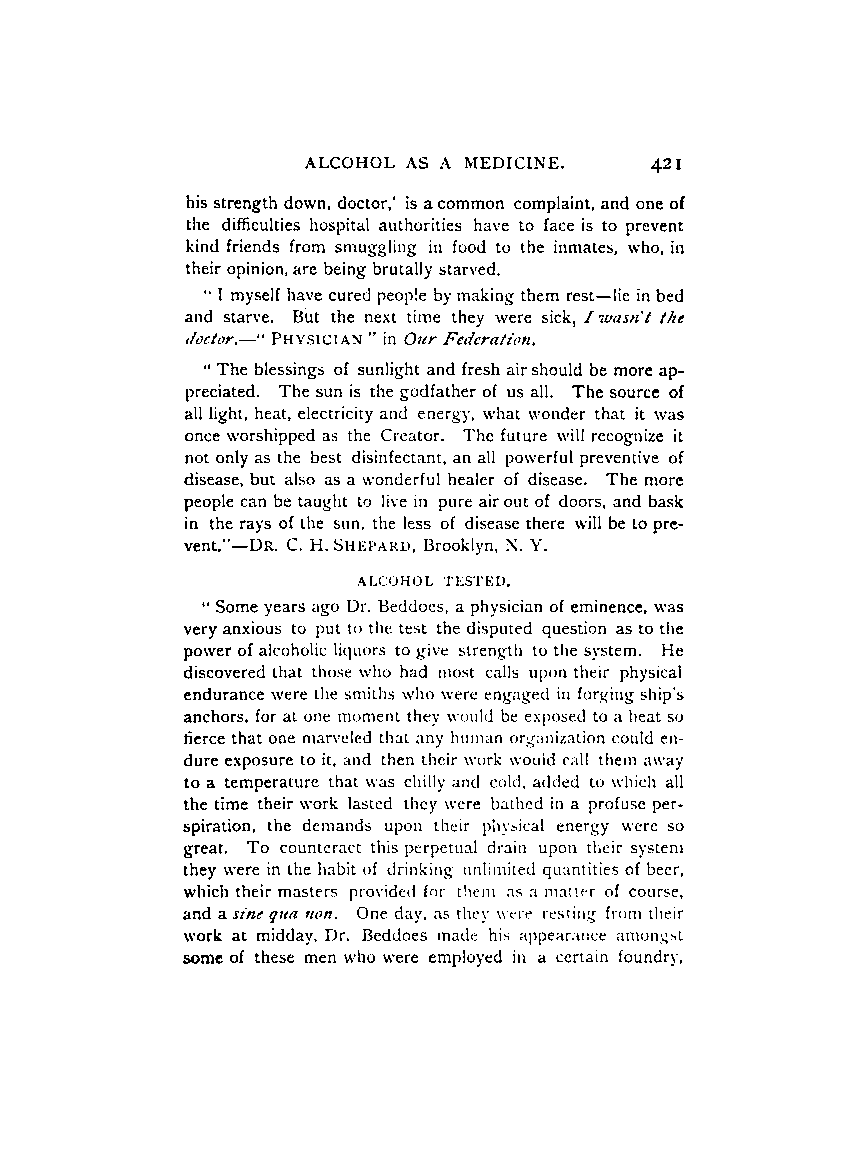 ALCOHOL AS A MEDICINE. 421
his strength down, doctor,' is a common complaint, and one of
the difficulties hospital authorities have to face is to prevent
kind friends from smuggling in food to the inmates, who, in
their opinion, are being brutally starved.
“ I myself have cured people by making them rest—lie in bed
and starve. But the next time they were sick, I wasn't the
doctor.—“ PHYSICIAN ” in Our Federation.
“ The blessings of sunlight and fresh air should be more ap-
preciated. The sun is the godfather of us all. The source of
all light, heat, electricity and energy, what wonder that it was
once worshipped as the Creator. The future will recognize it
not only as the best disinfectant, an all powerful preventive of
disease, but also as a wonderful healer of disease. The more
people can be taught to live in pure air out of doors, and bask
in the rays of the sun, the less of disease there will be to pre-
vent.”—DR. C. H. SHEPARD, Brooklyn, N. Y.
ALCOHOL TESTED.
“ Some years ago Dr. Beddoes, a physician of eminence, was
very anxious to put to the test the disputed question as to the
power of alcoholic liquors to give strength to the system. He
discovered that those who had most calls upon their physical
endurance were the smiths who were engaged in forging ship's
anchors, for at one moment they would be exposed to a heat so
fierce that one marveled that any human organization could en-
dure exposure to it, and then their work would call them away
to a temperature that was chilly and cold, added to which all
the time their work lasted they were bathed in a profuse per-
spiration, the demands upon their physical energy were so
great. To counteract this perpetual drain upon their system
they were in the habit of drinking unlimited quantities of beer,
which their masters provided for them as a matter of course,
and a sine qua non. One day, as they were resting from their
work at midday, Dr. Beddoes made his appearance amongst
some of these men who were employed in a certain foundry,